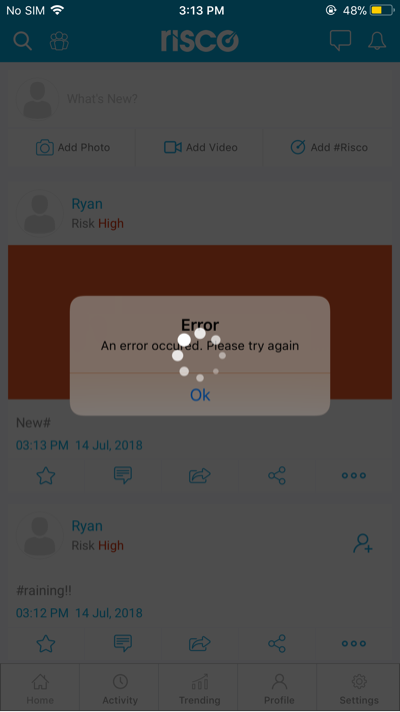 No SIM 3:13 PM 48%
risco
What's New?
Add Photo Add Video Add #Risco
Ryan
Risk High
Error
An error occured. Please try again
Ok
New#
03:13 PM 14 Jul, 2018
Ryan
Risk High
#raining!!
03:12 PM 14 Jul, 2018
Home Activity Trending Profile Settings